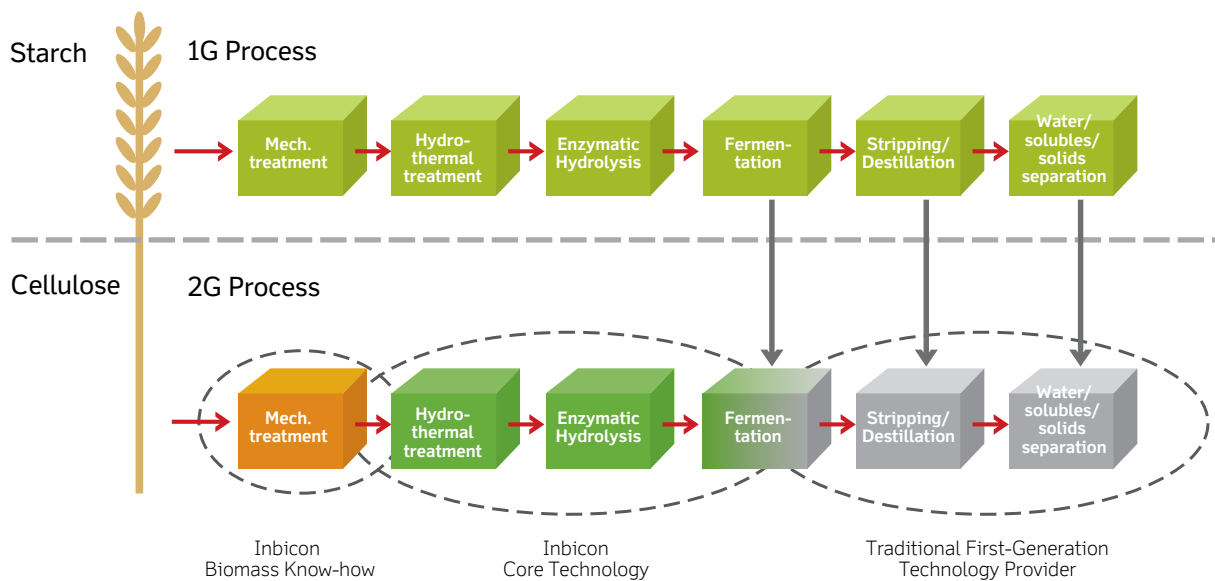 Starch
1G Process
Mech.
treatment
Hydro-
thermal
treatment
Enzymatic
Hydrolysis
Fermen-
tation
Stripping/
Destillation
Water/
solubles/
solids
separation
Cellulose
2G Process
Mech.
treatment
Hydro-
thermal
treatment
Enzymatic
Hydrolysis
Fermen-
tation
Stripping/
Destillation
Water/
solubles/
solids
separation
Inbicon
Biomass Know-how
Inbicon
Core Technology
Traditional First-Generation
Technology Provider